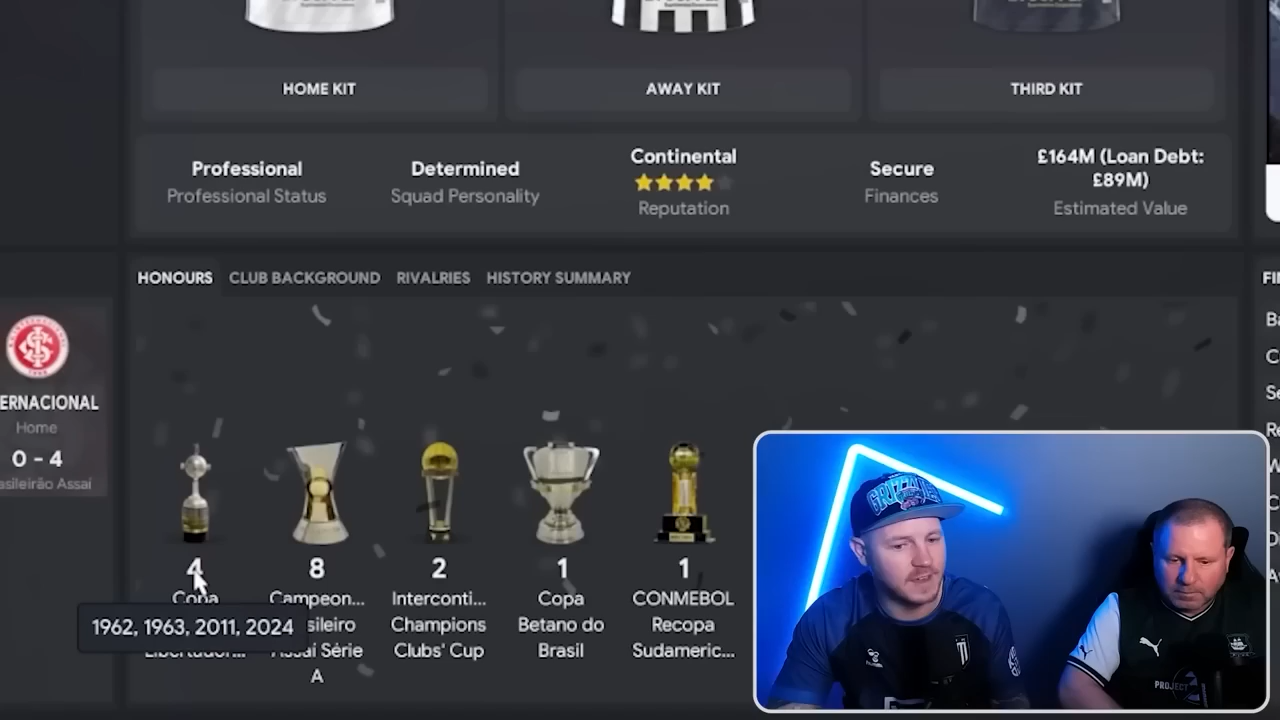 HOME KIT
AWAY KIT
THIRD KIT
Professional
Professional Status
Determined
Squad Personality
Continental
Reputation
Secure
Finances
£164M (Loan Debt:
£89M)
Estimated Value
HONOURS
CLUB BACKGROUND
RIVALRIES
HISTORY SUMMARY
ERNACIONAL
Home
0 - 4
asileirão Assaí
4
Copa
Libertador...
1962, 1963, 2011, 2024
8
Campeon...
sileiro
Assaí Série
A
2
Interconti...
Champions
Clubs' Cup
1
Copa
Betano do
Brasil
1
CONMEBOL
Recopa
Sudameric...
GRIZZLIES
PROJECT